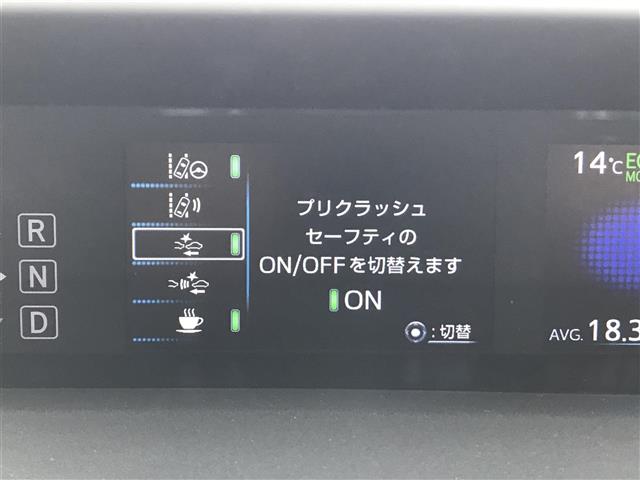 プリクラッシュ
セーフティの
ON/OFFを切替えます
ON
:切替
R
N
D
14℃
AVG. 18.3